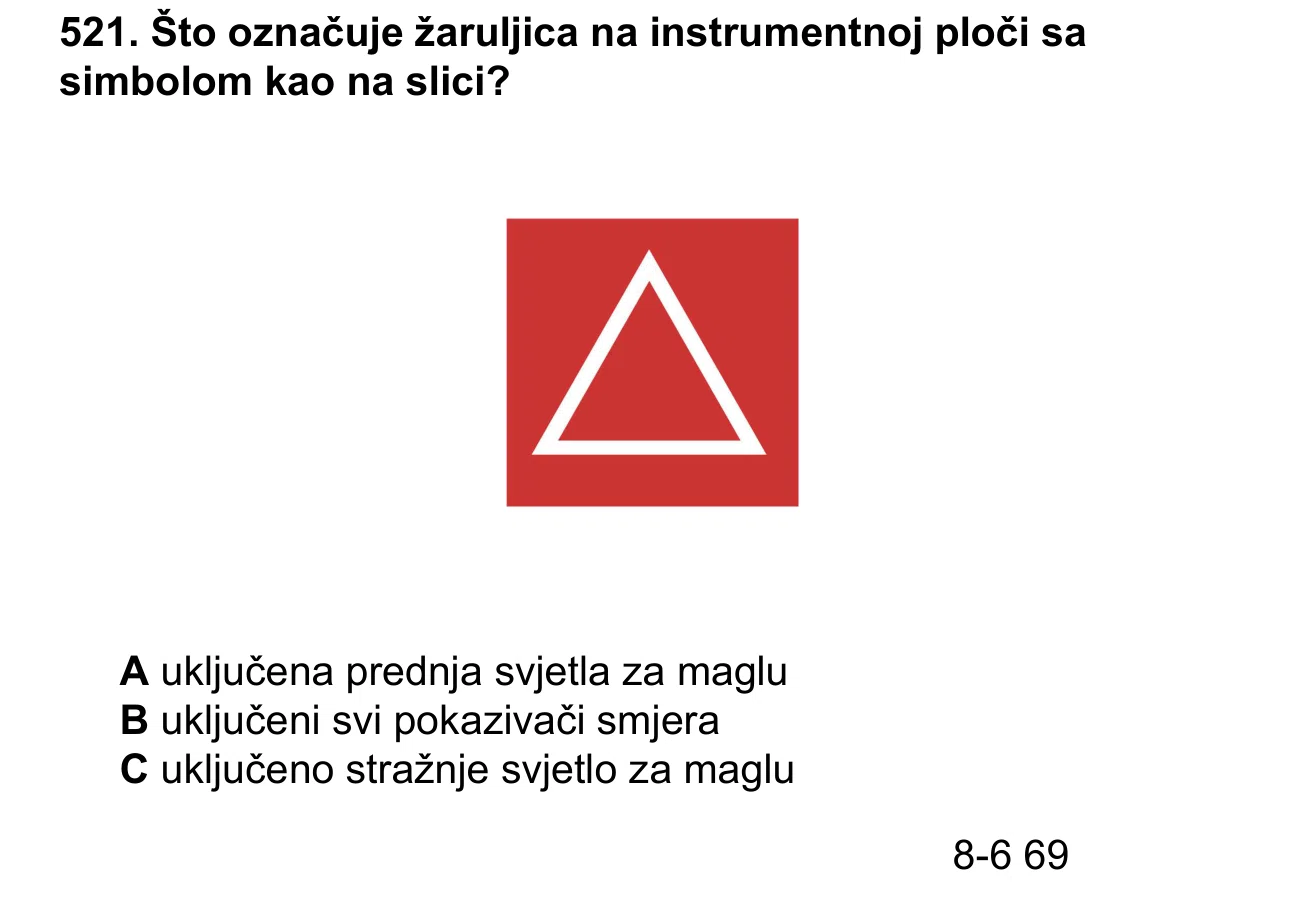 521. Što označuje žaruljica na instrumentnoj ploči sa
simbolom kao na slici?
A uključena prednja svjetla za maglu
B uključeni svi pokazivači smjera
C uključeno stražnje svjetlo za maglu
8-6 69